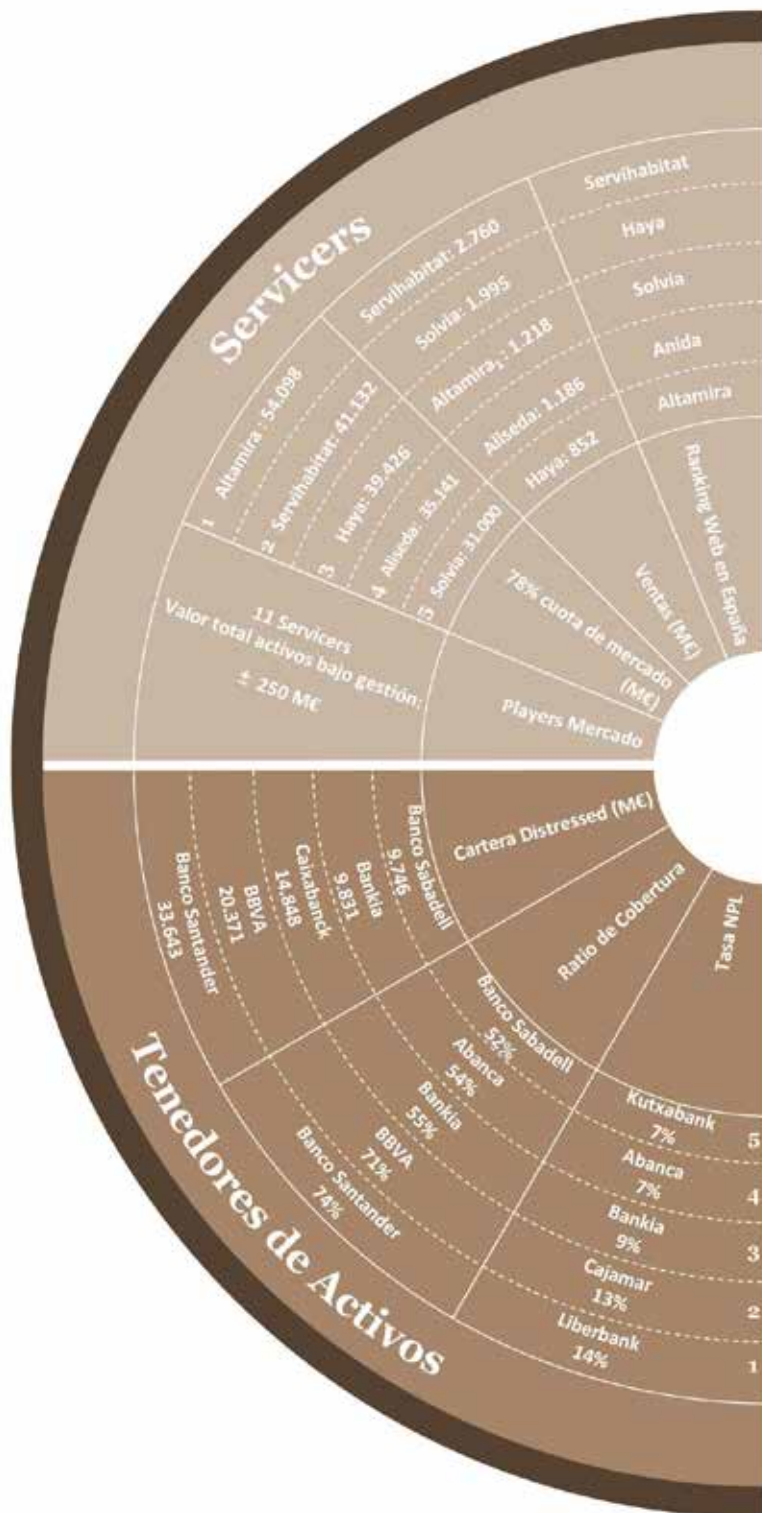 Servicers
Servihabitat
Haya
Solvia
Anida
Altamira
Ranking Web en España
Servihabitat: 2.760
Solvia: 1.995
Altamira₁: 1.218
Aliseda: 1.186
Haya: 852
Ventas (M€)
1 Altamira : 54.098
2 Servihabitat: 41.132
3 Haya: 39.426
4 Aliseda: 35.141
5 Solvia: 31.000
78% cuota de mercado
(M€)
11 Servicers
Valor total activos bajo gestión:
± 250 M€
Players Mercado
Tenedores de Activos
Cartera Distressed (M€)
Banco Sabadell
9.746
Bankia
9.831
Caixabanck
14.848
BBVA
20.371
Banco Santander
33.643
Ratio de Cobertura
Banco Sabadell
52%
Abanca
54%
Bankia
55%
BBVA
71%
Banco Santander
74%
Tasa NPL
Kutxabank
7% 5
Abanca
7% 4
Bankia
9% 3
Cajamar
13% 2
Liberbank
14% 1